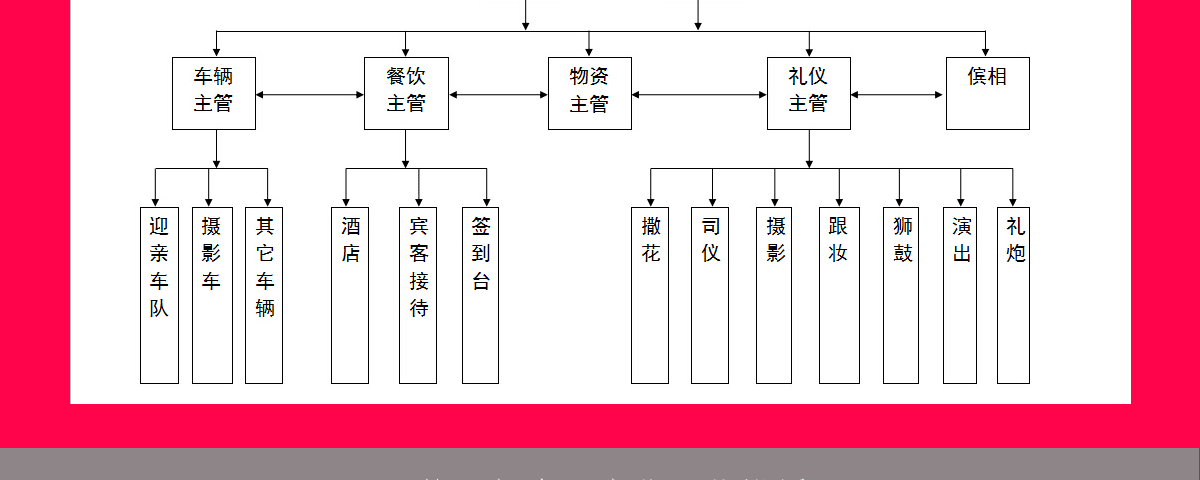 车辆
主管
餐饮
主管
物资
主管
礼仪
主管
傧相
迎亲车队
摄影车
其它车辆
酒店
宾客接待
签到台
撒花
司仪
摄影
跟妆
狮鼓
演出
礼炮